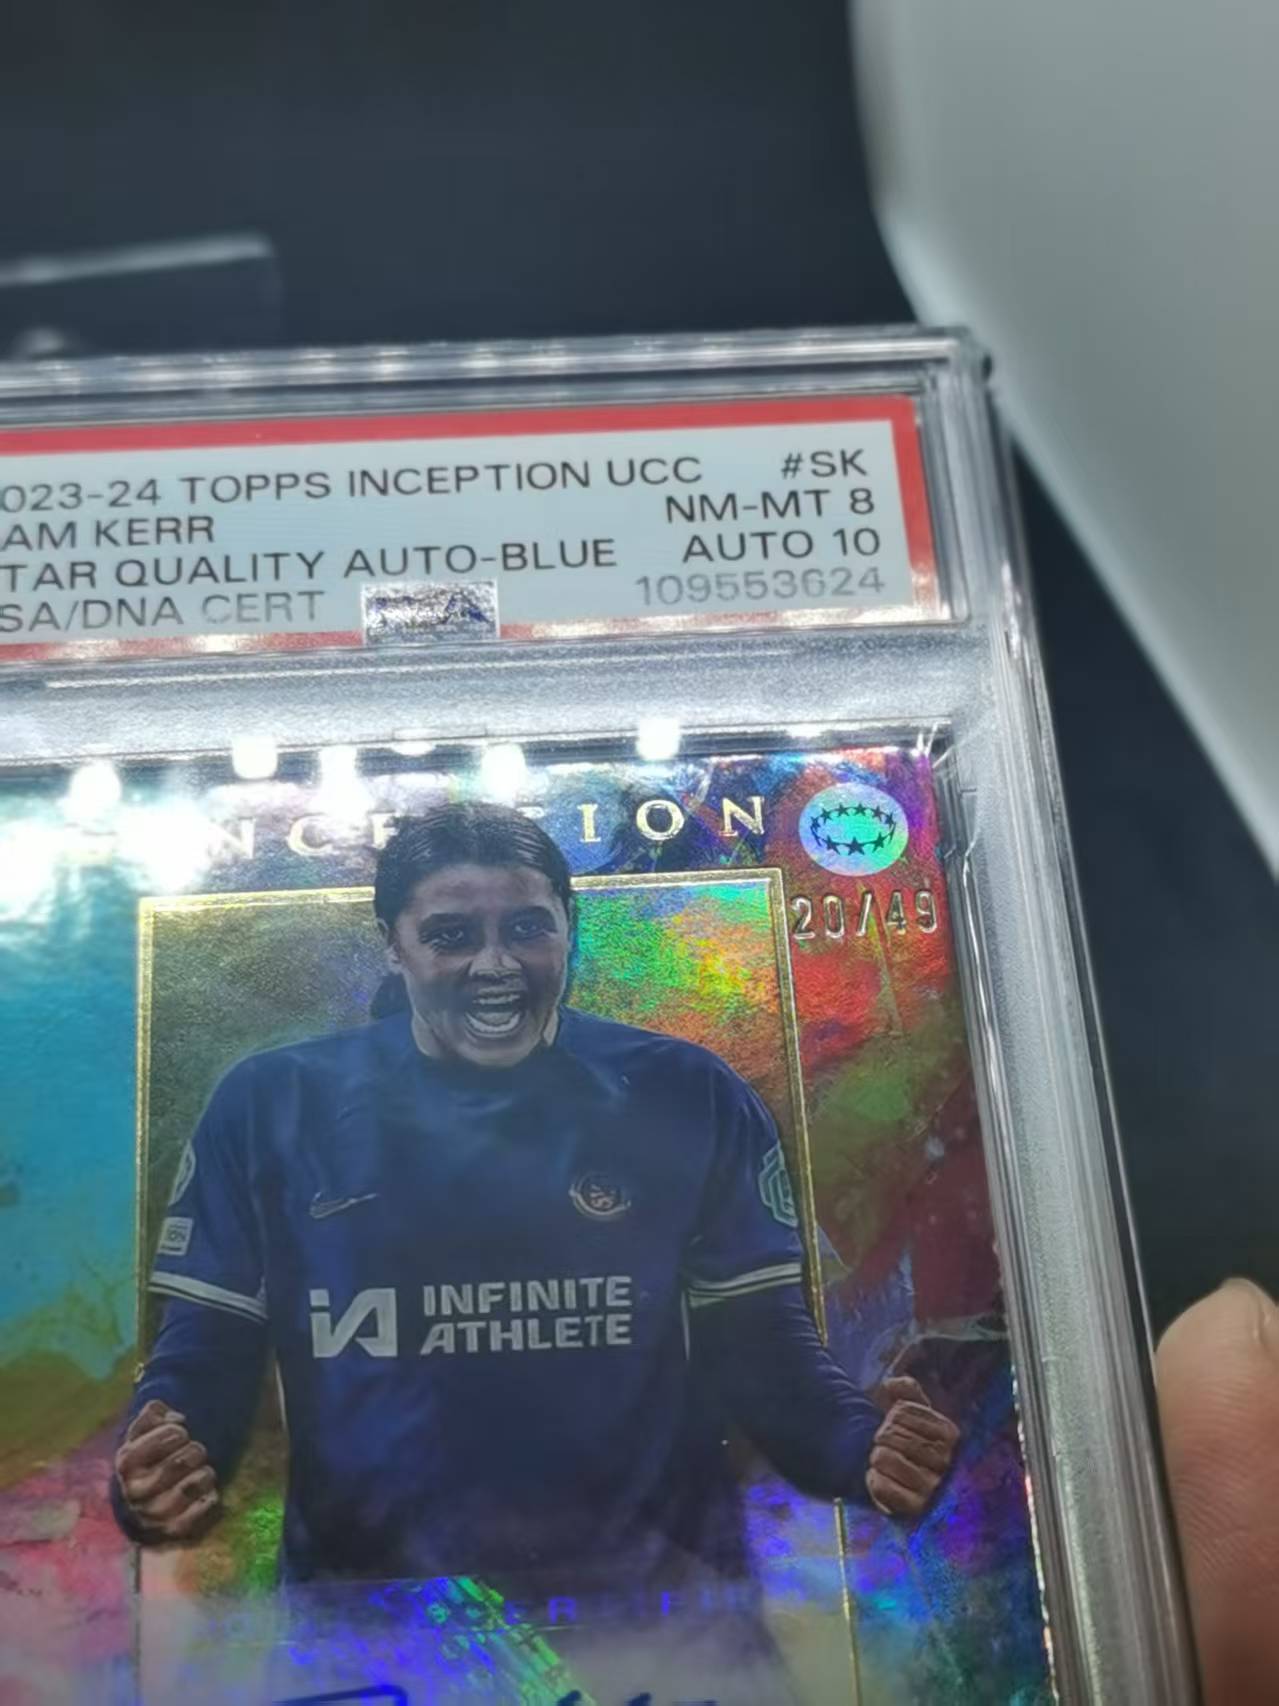 023-24 TOPPS INCEPTION UCC #SK
AM KERR NM-MT 8
TAR QUALITY AUTO-BLUE AUTO 10
SA/DNA CERT PSA 109553624
INCEPTION
20/49
INFINITE
ATHLETE